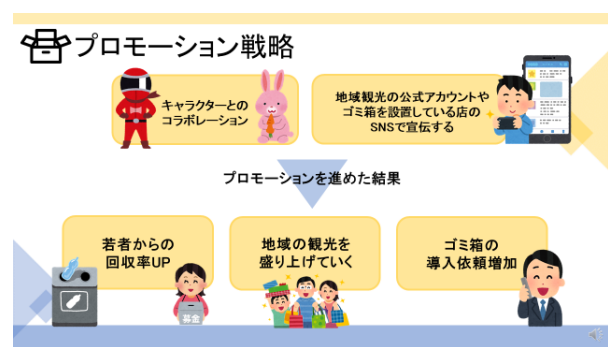 プロモーション戦略
キャラクターとの
コラボレーション
地域観光の公式アカウントや
ゴミ箱を設置している店の
SNSで宣伝する
プロモーションを進めた結果
若者からの
回収率UP
地域の観光を
盛り上げていく
ゴミ箱の
導入依頼増加
募金